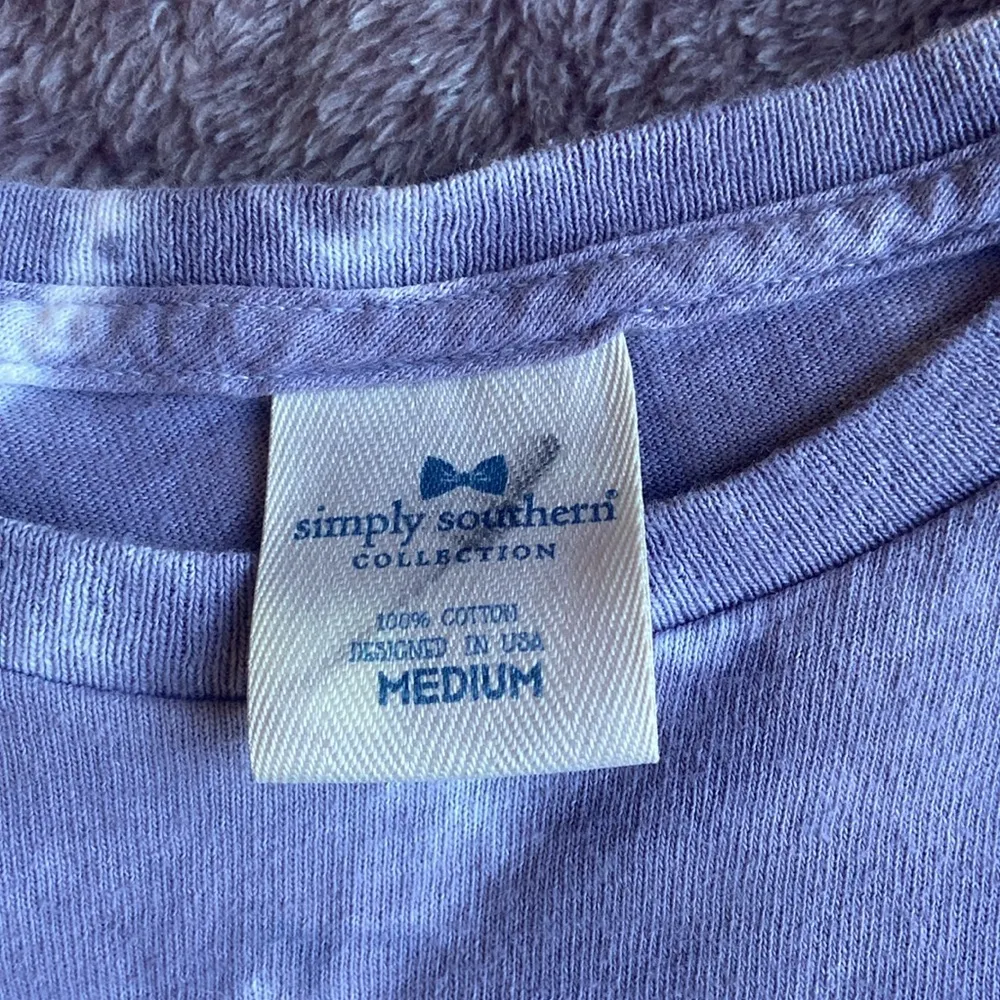 simply southern®
COLLECTION
100% COTTON
DESIGNED IN USA
MEDIUM